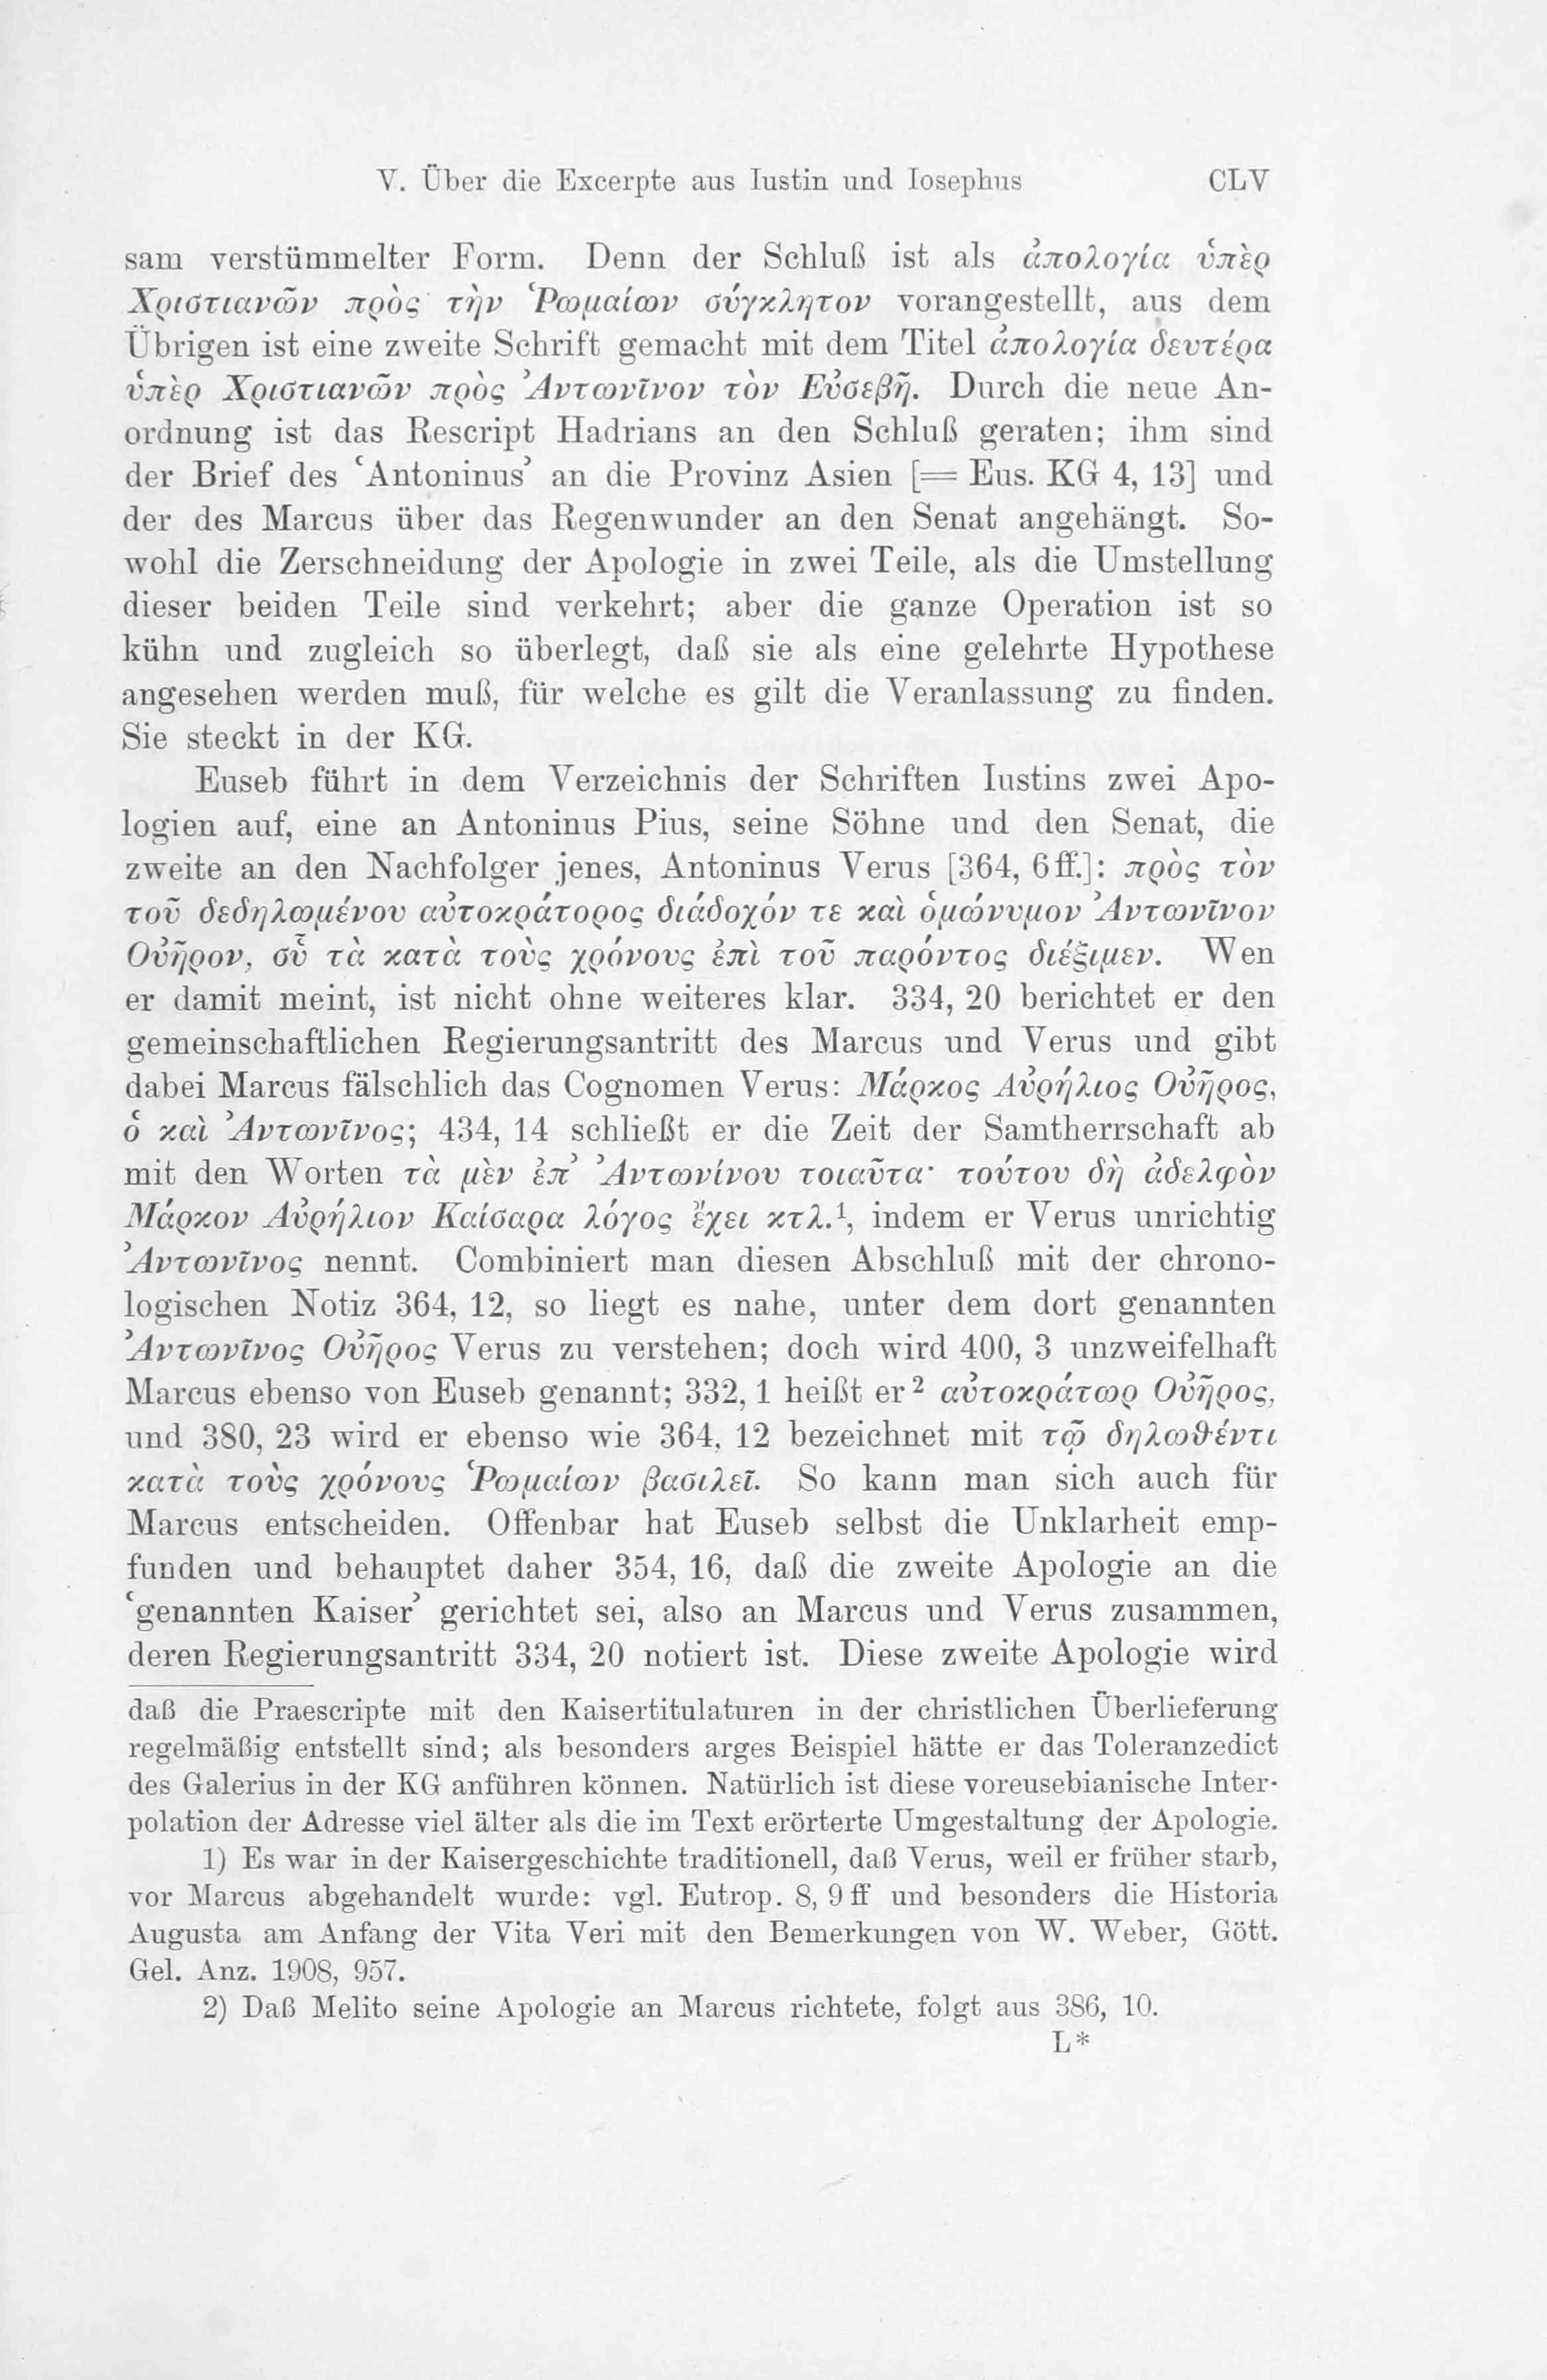 V. Über die Excerpte aus Iustin und Iosephus CLV
sam verstümmelter Form. Denn der Schluß ist als ἀπολογία ὑπὲρ
Χριστιανῶν πρὸς τὴν Ῥωμαίων σύγκλητον vorangestellt, aus dem
Übrigen ist eine zweite Schrift gemacht mit dem Titel ἀπολογία δευτέρα
ὑπὲρ Χριστιανῶν πρὸς Ἀντωνῖνον τὸν Εὐσεβῆ. Durch die neue An-
ordnung ist das Rescript Hadrians an den Schluß geraten; ihm sind
der Brief des ‘Antoninus’ an die Provinz Asien [= Eus. KG 4, 13] und
der des Marcus über das Regenwunder an den Senat angehängt. So-
wohl die Zerschneidung der Apologie in zwei Teile, als die Umstellung
dieser beiden Teile sind verkehrt; aber die ganze Operation ist so
kühn und zugleich so überlegt, daß sie als eine gelehrte Hypothese
angesehen werden muß, für welche es gilt die Veranlassung zu finden.
Sie steckt in der KG.
Euseb führt in dem Verzeichnis der Schriften Iustins zwei Apo-
logien auf, eine an Antoninus Pius, seine Söhne und den Senat, die
zweite an den Nachfolger jenes, Antoninus Verus [364, 6 ff.]: πρὸς τὸν
τοῦ δεδηλωμένου αὐτοκράτορος διάδοχόν τε καὶ ὁμώνυμον Ἀντωνῖνον
Οὐῆρον, οὗ τὰ κατὰ τοὺς χρόνους ἐπὶ τοῦ παρόντος διέξιμεν. Wen
er damit meint, ist nicht ohne weiteres klar. 334, 20 berichtet er den
gemeinschaftlichen Regierungsantritt des Marcus und Verus und gibt
dabei Marcus fälschlich das Cognomen Verus: Μάρκος Αὐρήλιος Οὐῆρος,
ὁ καὶ Ἀντωνῖνος; 434, 14 schließt er die Zeit der Samtherrschaft ab
mit den Worten τὰ μὲν ἐπ’ Ἀντωνίνου τοιαῦτα· τούτου δὴ ἀδελφὸν
Μάρκον Αὐρήλιον Καίσαρα λόγος ἔχει κτλ.¹, indem er Verus unrichtig
Ἀντωνῖνος nennt. Combiniert man diesen Abschluß mit der chrono-
logischen Notiz 364, 12, so liegt es nahe, unter dem dort genannten
Ἀντωνῖνος Οὐῆρος Verus zu verstehen; doch wird 400, 3 unzweifelhaft
Marcus ebenso von Euseb genannt; 332, 1 heißt er² αὐτοκράτωρ Οὐῆρος,
und 380, 23 wird er ebenso wie 364, 12 bezeichnet mit τῷ δηλωθέντι
κατὰ τοὺς χρόνους Ῥωμαίων βασιλεῖ. So kann man sich auch für
Marcus entscheiden. Offenbar hat Euseb selbst die Unklarheit emp-
funden und behauptet daher 354, 16, daß die zweite Apologie an die
‘genannten Kaiser’ gerichtet sei, also an Marcus und Verus zusammen,
deren Regierungsantritt 334, 20 notiert ist. Diese zweite Apologie wird
daß die Praescripte mit den Kaisertitulaturen in der christlichen Überlieferung
regelmäßig entstellt sind; als besonders arges Beispiel hätte er das Toleranzedict
des Galerius in der KG anführen können. Natürlich ist diese voreusebianische Inter-
polation der Adresse viel älter als die im Text erörterte Umgestaltung der Apologie.
1) Es war in der Kaisergeschichte traditionell, daß Verus, weil er früher starb,
vor Marcus abgehandelt wurde: vgl. Eutrop. 8, 9 ff und besonders die Historia
Augusta am Anfang der Vita Veri mit den Bemerkungen von W. Weber, Gött.
Gel. Anz. 1908, 957.
2) Daß Melito seine Apologie an Marcus richtete, folgt aus 386, 10.
L*